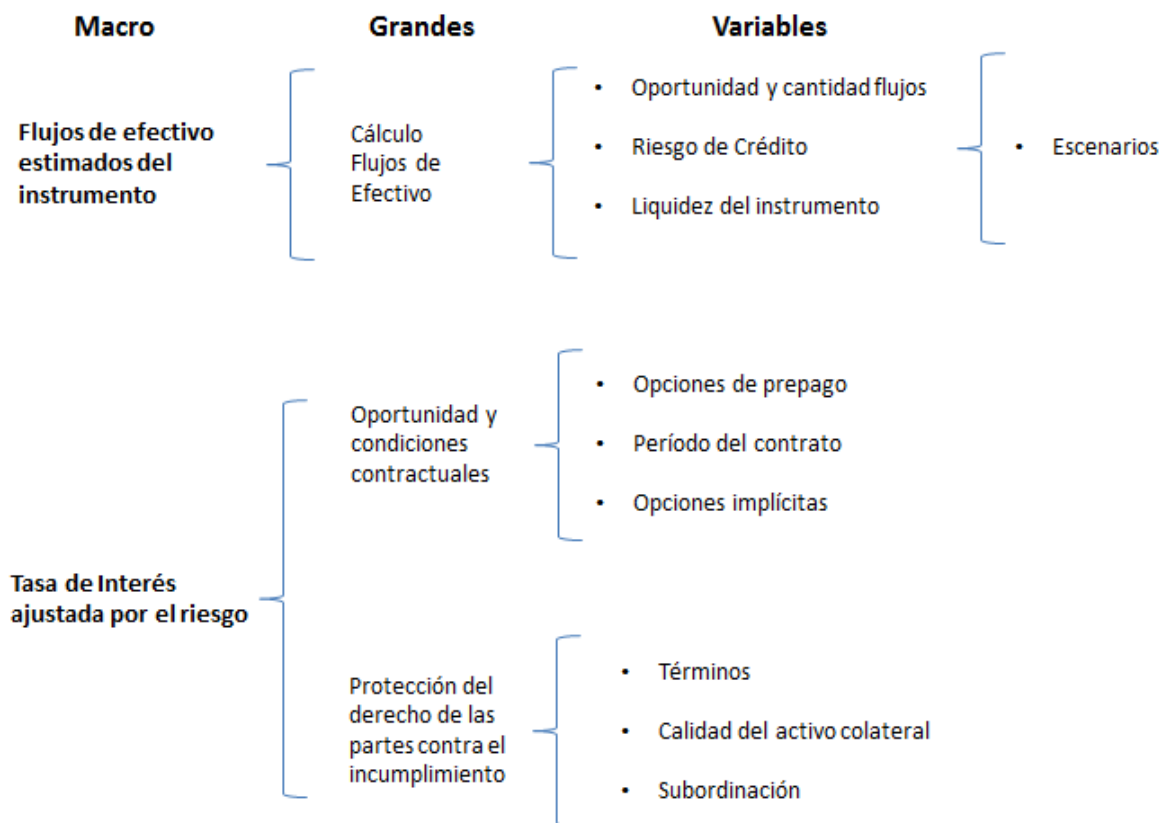 Macro
Grandes
Variables
Flujos de efectivo
estimados del
instrumento
Cálculo
Flujos de
Efectivo
• Oportunidad y cantidad flujos
• Riesgo de Crédito
• Liquidez del instrumento
• Escenarios
Tasa de Interés
ajustada por el riesgo
Oportunidad y
condiciones
contractuales
• Opciones de prepago
• Período del contrato
• Opciones implícitas
Protección del
derecho de las
partes contra el
incumplimiento
• Términos
• Calidad del activo colateral
• Subordinación